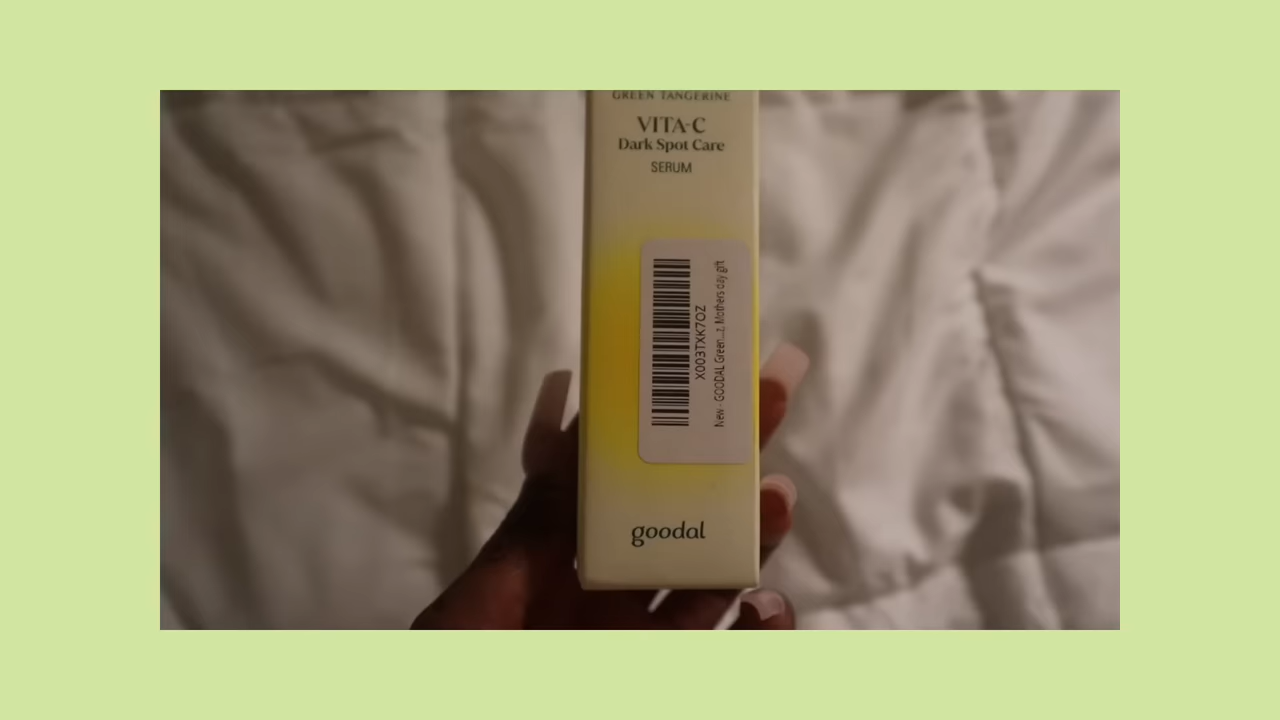 GREEN TANGERINE
VITA-C
Dark Spot Care
SERUM
X003TXK7OZ
New - GOODAL Green...z, Mothers day gift
goodal